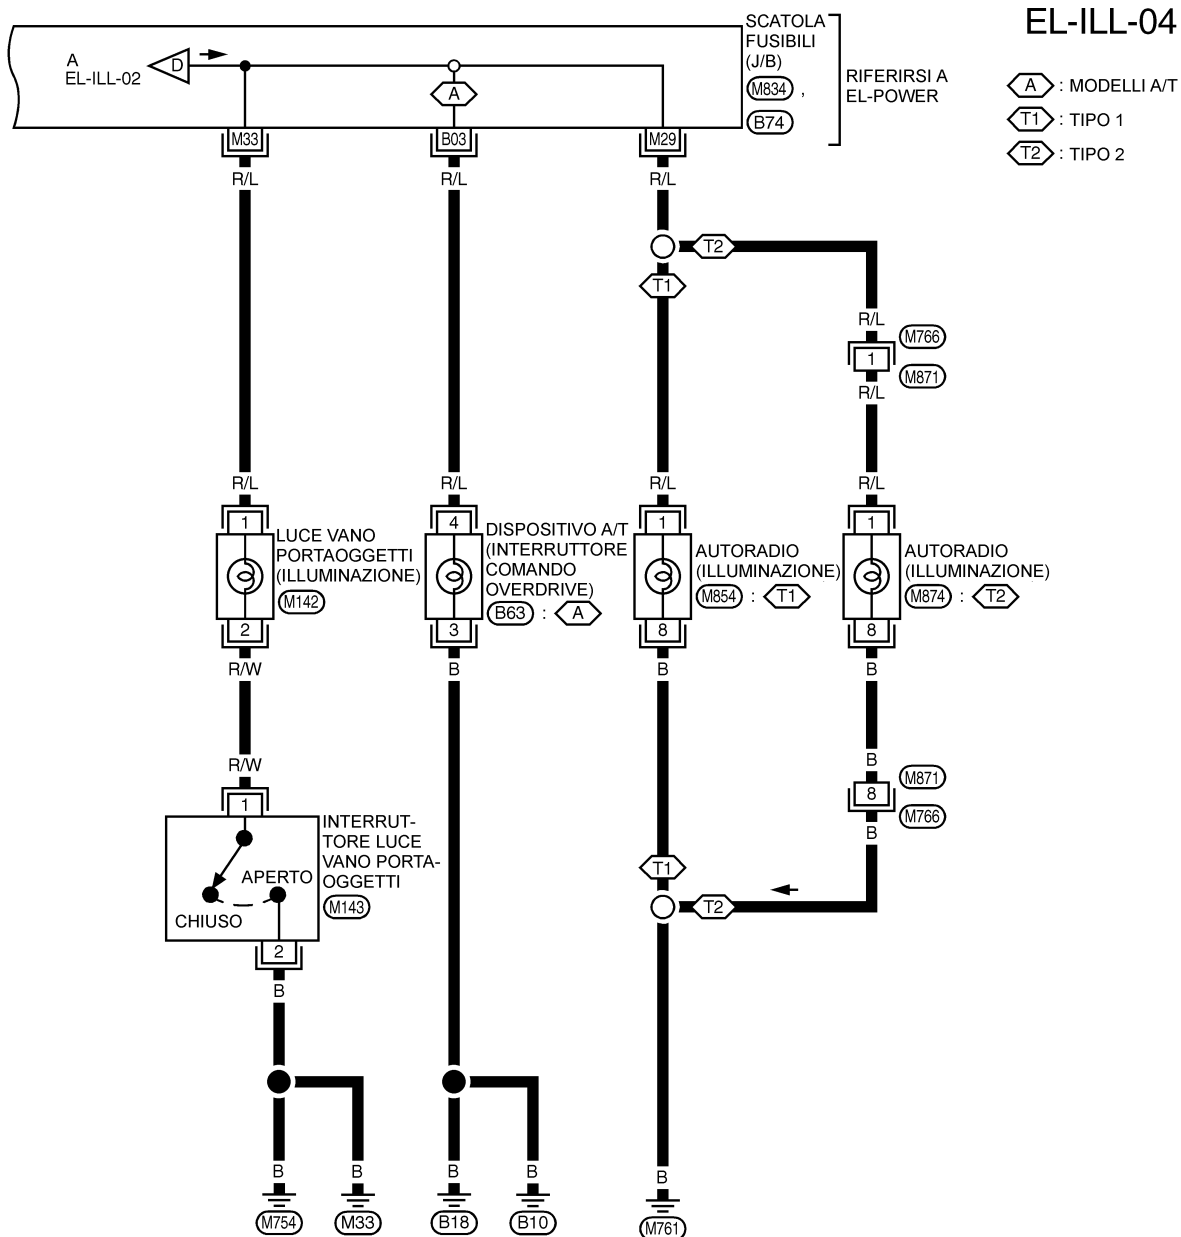 EL-ILL-04
SCATOLA
FUSIBILI
(J/B)
M834 ,
B74
RIFERIRSI A
EL-POWER
A : MODELLI A/T
T1 : TIPO 1
T2 : TIPO 2
A
EL-ILL-02
D
A
M33
B03
M29
R/L
R/L
R/L
T2
T1
R/L
M766
1
M871
R/L
R/L
R/L
R/L
R/L
1
4
1
1
LUCE VANO
PORTAOGGETTI
(ILLUMINAZIONE)
M142
DISPOSITIVO A/T
(INTERRUTTORE
COMANDO
OVERDRIVE)
B63 : A
AUTORADIO
(ILLUMINAZIONE)
M854 : T1
AUTORADIO
(ILLUMINAZIONE)
M874 : T2
2
3
8
8
R/W
B
B
B
R/W
B
M871
8
M766
B
1
INTERRUT-
TORE LUCE
VANO PORTA-
OGGETTI
M143
APERTO
CHIUSO
T1
T2
2
B
B
B
B
B
B
M754
M33
B18
B10
M761